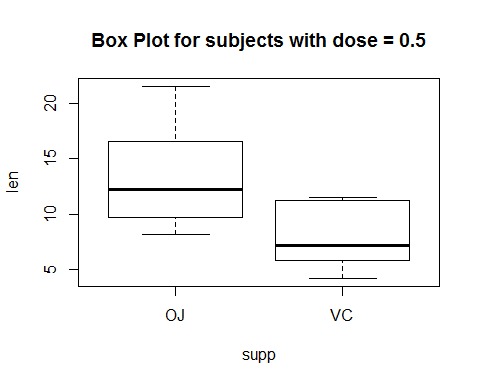 Box Plot for subjects with dose = 0.5
len
20
15
10
5
OJ VC
supp